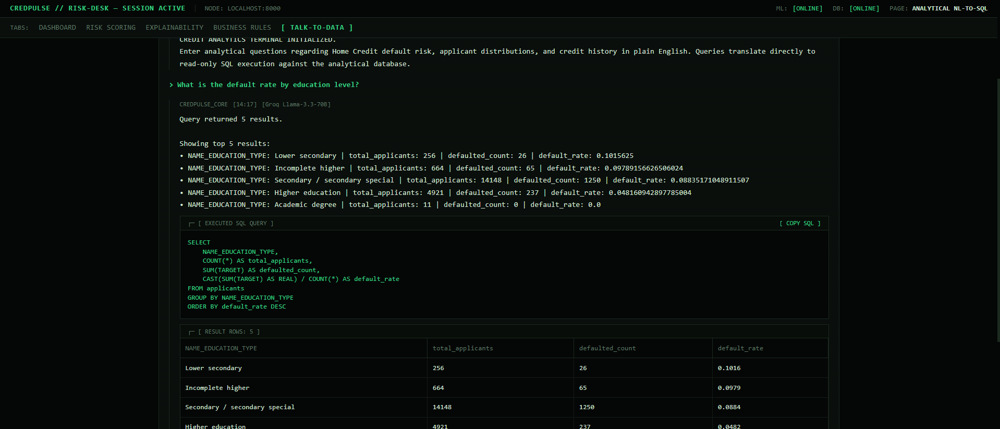 CREDPULSE // RISK-DESK — SESSION ACTIVE | NODE: LOCALHOST:8000 ML: [ONLINE] DB: [ONLINE] PAGE: ANALYTICAL NL-TO-SQL
TABS: DASHBOARD RISK SCORING EXPLAINABILITY BUSINESS RULES [ TALK-TO-DATA ]
CREDIT ANALYTICS TERMINAL INITIALIZED.
Enter analytical questions regarding Home Credit default risk, applicant distributions, and credit history in plain English. Queries translate directly to
read-only SQL execution against the analytical database.
> What is the default rate by education level?
CREDPULSE_CORE [14:17] [Groq Llama-3.3-70B]
Query returned 5 results.
Showing top 5 results:
• NAME_EDUCATION_TYPE: Lower secondary | total_applicants: 256 | defaulted_count: 26 | default_rate: 0.1015625
• NAME_EDUCATION_TYPE: Incomplete higher | total_applicants: 664 | defaulted_count: 65 | default_rate: 0.09789156626506024
• NAME_EDUCATION_TYPE: Secondary / secondary special | total_applicants: 14148 | defaulted_count: 1250 | default_rate: 0.08835171048911507
• NAME_EDUCATION_TYPE: Higher education | total_applicants: 4921 | defaulted_count: 237 | default_rate: 0.048160942897785004
• NAME_EDUCATION_TYPE: Academic degree | total_applicants: 11 | defaulted_count: 0 | default_rate: 0.0
┌─ [ EXECUTED SQL QUERY ] [ COPY SQL ]
SELECT
NAME_EDUCATION_TYPE,
COUNT(*) AS total_applicants,
SUM(TARGET) AS defaulted_count,
CAST(SUM(TARGET) AS REAL) / COUNT(*) AS default_rate
FROM applicants
GROUP BY NAME_EDUCATION_TYPE
ORDER BY default_rate DESC
┌─ [ RESULT ROWS: 5 ]
NAME_EDUCATION_TYPE total_applicants defaulted_count default_rate
Lower secondary 256 26 0.1016
Incomplete higher 664 65 0.0979
Secondary / secondary special 14148 1250 0.0884
Higher education 4921 237 0.0482